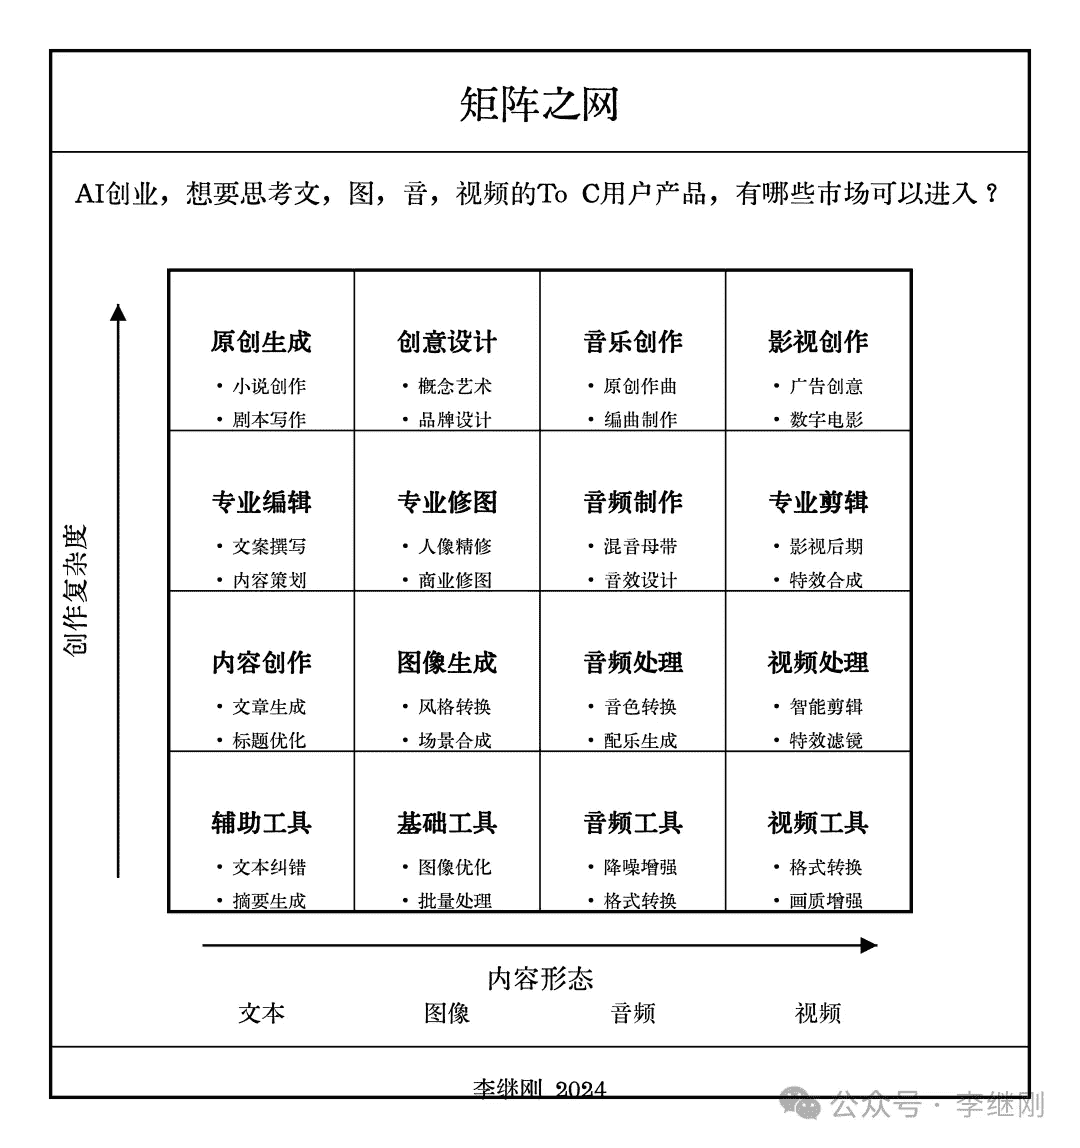 矩阵之网
AI创业，想要思考文，图，音，视频的To C用户产品，有哪些市场可以进入？
原创生成
• 小说创作
• 剧本写作
创意设计
• 概念艺术
• 品牌设计
音乐创作
• 原创作曲
• 编曲制作
影视创作
• 广告创意
• 数字电影
专业编辑
• 文案撰写
• 内容策划
专业修图
• 人像精修
• 商业修图
音频制作
• 混音母带
• 音效设计
专业剪辑
• 影视后期
• 特效合成
内容创作
• 文章生成
• 标题优化
图像生成
• 风格转换
• 场景合成
音频处理
• 音色转换
• 配乐生成
视频处理
• 智能剪辑
• 特效滤镜
辅助工具
• 文本纠错
• 摘要生成
基础工具
• 图像优化
• 批量处理
音频工具
• 降噪增强
• 格式转换
视频工具
• 格式转换
• 画质增强
创作复杂度
内容形态
文本
图像
音频
视频
李继刚 2024
公众号 · 李继刚